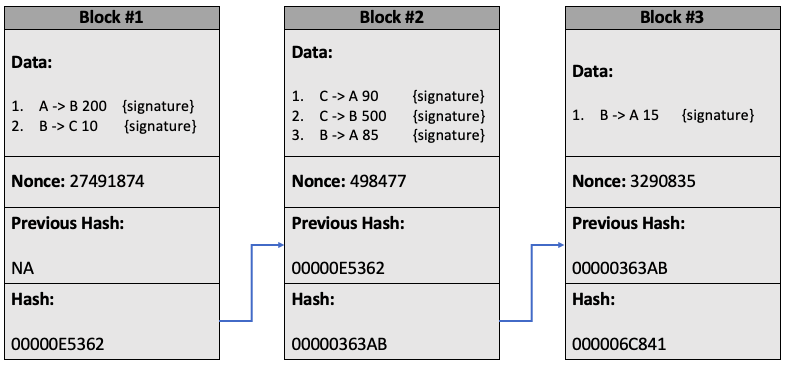 Block #1
Data:
1. A -> B 200 {signature}
2. B -> C 10 {signature}
Nonce: 27491874
Previous Hash:
NA
Hash:
00000E5362
Block #2
Data:
1. C -> A 90 {signature}
2. C -> B 500 {signature}
3. B -> A 85 {signature}
Nonce: 498477
Previous Hash:
00000E5362
Hash:
00000363AB
Block #3
Data:
1. B -> A 15 {signature}
Nonce: 3290835
Previous Hash:
00000363AB
Hash:
000006C841